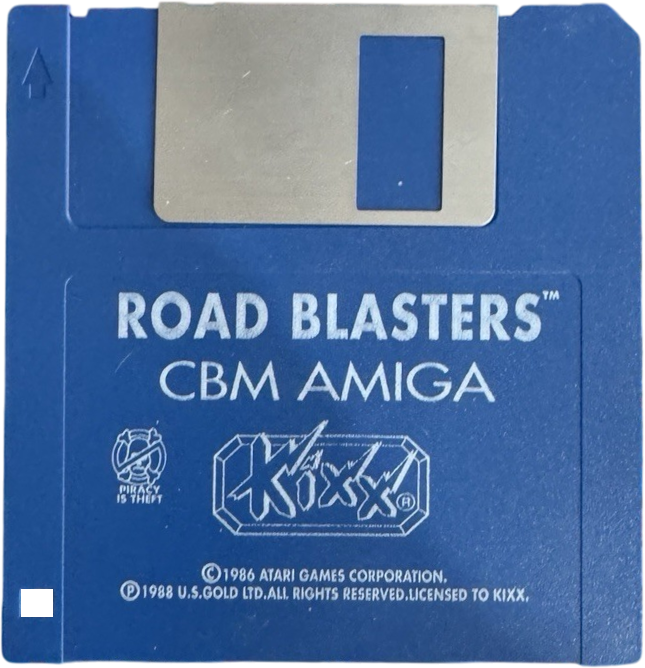 ROAD BLASTERS™
CBM AMIGA
Kixx®
PIRACY
IS THEFT
©1986 ATARI GAMES CORPORATION.
℗1988 U.S.GOLD LTD.ALL RIGHTS RESERVED.LICENSED TO KIXX.